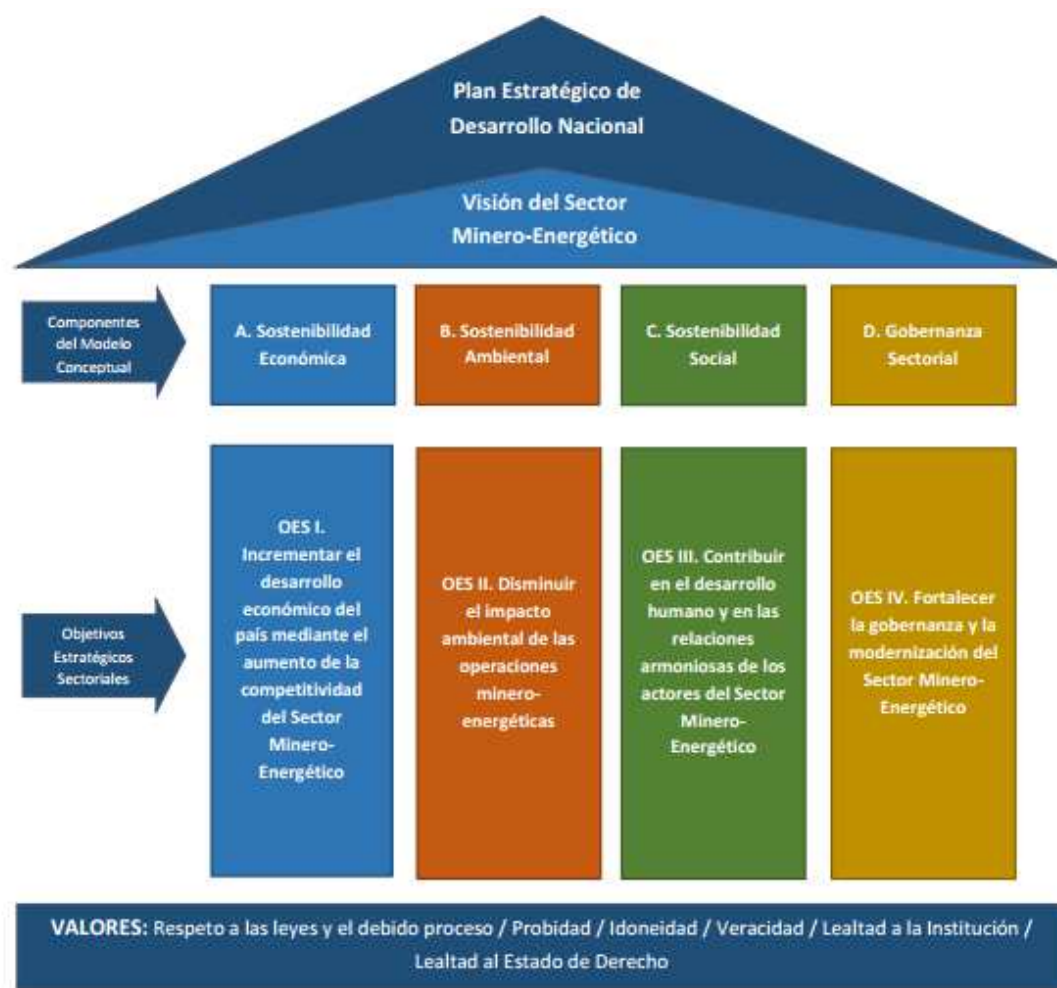 Plan Estratégico de
Desarrollo Nacional
Visión del Sector
Minero-Energético
Componentes
del Modelo
Conceptual
A. Sostenibilidad
Económica
B. Sostenibilidad
Ambiental
C. Sostenibilidad
Social
D. Gobernanza
Sectorial
Objetivos
Estratégicos
Sectoriales
OES I.
Incrementar el
desarrollo
económico del
país mediante el
aumento de la
competitividad
del Sector
Minero-
Energético
OES II. Disminuir
el impacto
ambiental de las
operaciones
minero-
energéticas
OES III. Contribuir
en el desarrollo
humano y en las
relaciones
armoniosas de los
actores del Sector
Minero-
Energético
OES IV. Fortalecer
la gobernanza y la
modernización del
Sector Minero-
Energético
VALORES: Respeto a las leyes y el debido proceso / Probidad / Idoneidad / Veracidad / Lealtad a la Institución /
Lealtad al Estado de Derecho